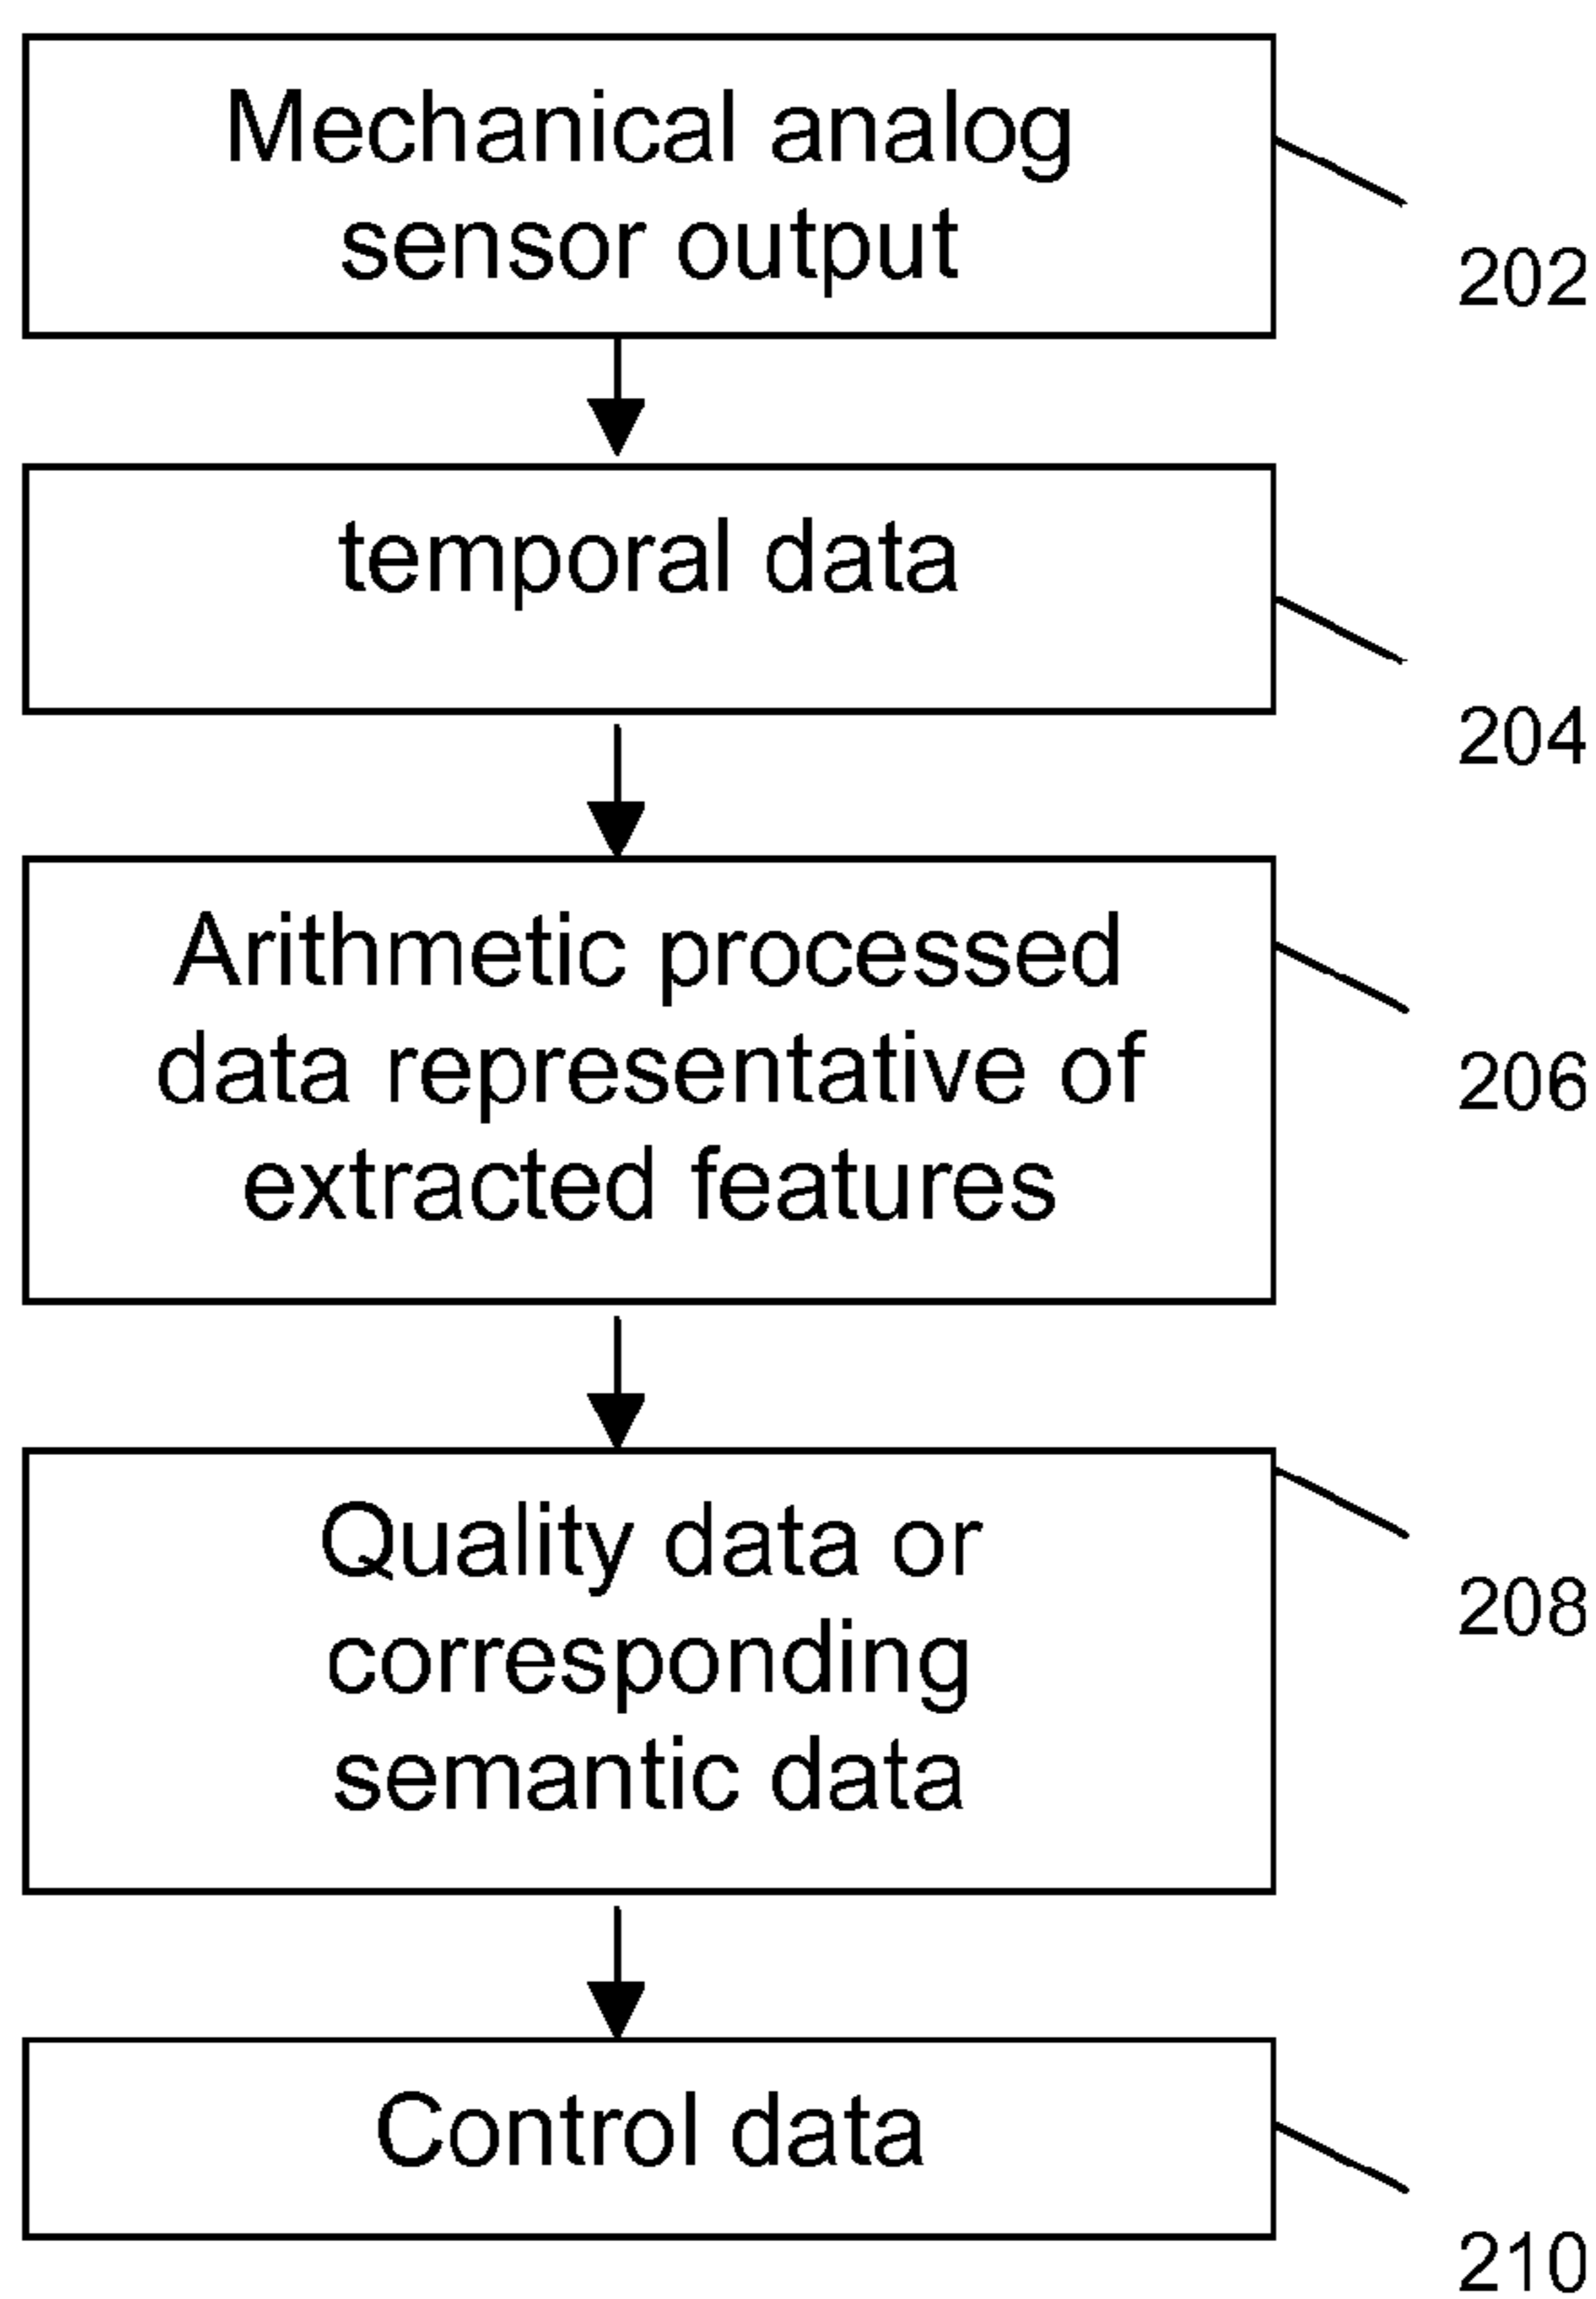 Mechanical analog
sensor output
202
temporal data
204
Arithmetic processed
data representative of
extracted features
206
Quality data or
corresponding
semantic data
208
Control data
210